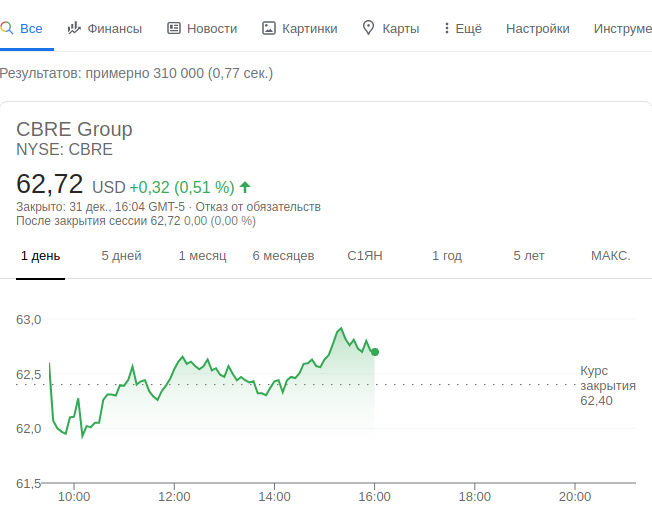 Все Финансы Новости Картинки Карты Ещё Настройки Инструме
Результатов: примерно 310 000 (0,77 сек.)
CBRE Group
NYSE: CBRE
62,72 USD +0,32 (0,51 %)
Закрыто: 31 дек., 16:04 GMT-5 · Отказ от обязательств
После закрытия сессии 62,72 0,00 (0,00 %)
1 день 5 дней 1 месяц 6 месяцев С1ЯН 1 год 5 лет МАКС.
63,0
62,5
Курс
закрытия
62,40
62,0
61,5
10:00 12:00 14:00 16:00 18:00 20:00